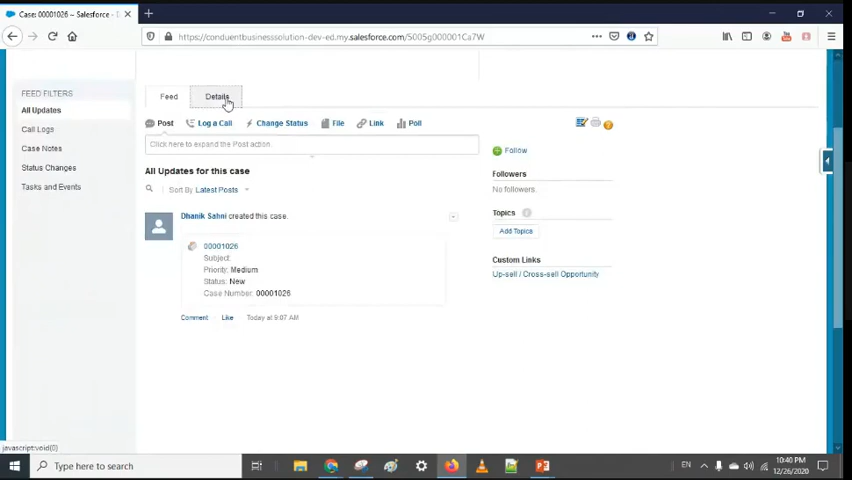 Case: 00001026 ~ Salesforce - D
https://conduentbusinesssolution-dev-ed.my.salesforce.com/5005g000001Ca7W
FEED FILTERS
All Updates
Call Logs
Case Notes
Status Changes
Tasks and Events
Feed
Details
Post
Log a Call
Change Status
File
Link
Poll
Click here to expand the Post action.
All Updates for this case
Sort By Latest Posts
Dhanik Sahni created this case.
00001026
Subject:
Priority: Medium
Status: New
Case Number: 00001026
Comment
Like
Today at 9:07 AM
Follow
Followers
No followers.
Topics
Add Topics
Custom Links
Up-sell / Cross-sell Opportunity
javascript:void(0)
Type here to search
EN
10:40 PM
12/26/2020